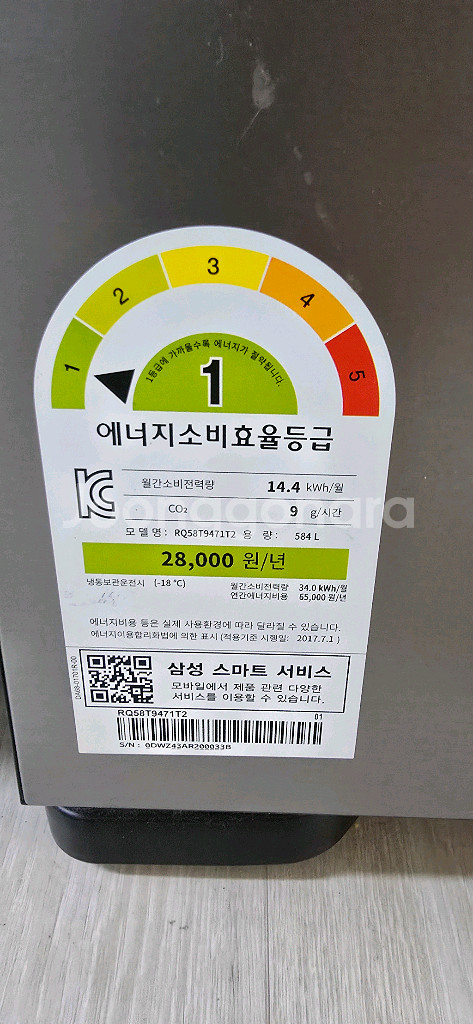 1
2
3
4
5
1등급에 가까울수록 에너지가 절약됩니다.
1
에너지소비효율등급
월간소비전력량 14.4 kWh/월
CO₂ 9 g/시간
Joonggonara
모 델 명 : RQ58T9471T2 용 량 : 584 L
28,000 원/년
냉동보관운전시 (-18 °C) 월간소비전력량 34.0 kWh/월
연간에너지비용 65,000 원/년
에너지비용 등은 실제 사용환경에 따라 달라질 수 있습니다.
에너지이용합리화법에 의한 표시 (적용기준 시행일: 2017.7.1 )
DA68-01701R-00
삼성 스마트 서비스
모바일에서 제품 관련 다양한
서비스를 이용할 수 있습니다.
RQ58T9471T2 01
S/N : 0DWZ43AR200033B